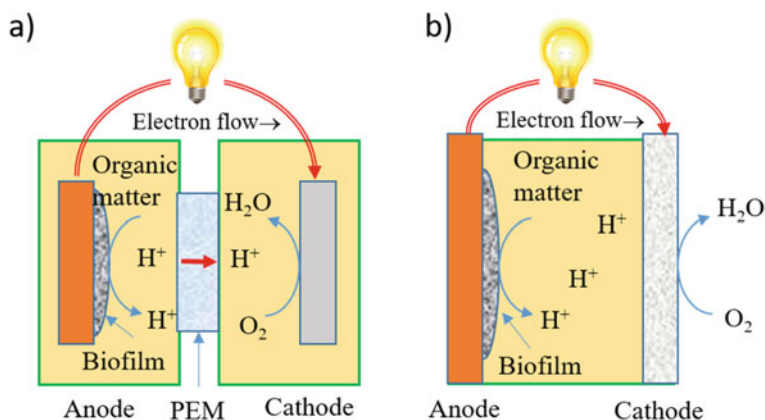 a)
Electron flow→
Organic
matter
H₂O
H⁺
H⁺
H⁺
O₂
Biofilm
Anode
PEM
Cathode
b)
Electron flow→
Organic
matter
H₂O
H⁺
H⁺
H⁺
O₂
Biofilm
Anode
Cathode